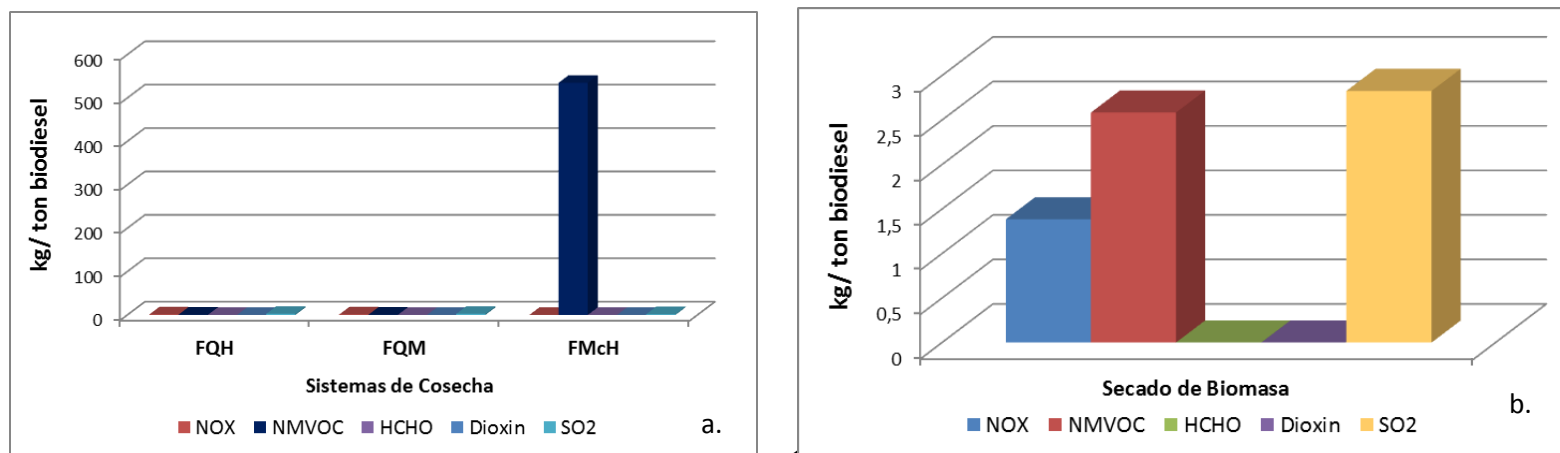 600
500
400
300
200
100
0
kg/ ton biodiesel
FQH FQM FMcH
Sistemas de Cosecha
NOX NMVOC HCHO Dioxin SO2
a.
3
2,5
2
1,5
1
0,5
0
kg/ ton biodiesel
Secado de Biomasa
NOX NMVOC HCHO Dioxin SO2
b.